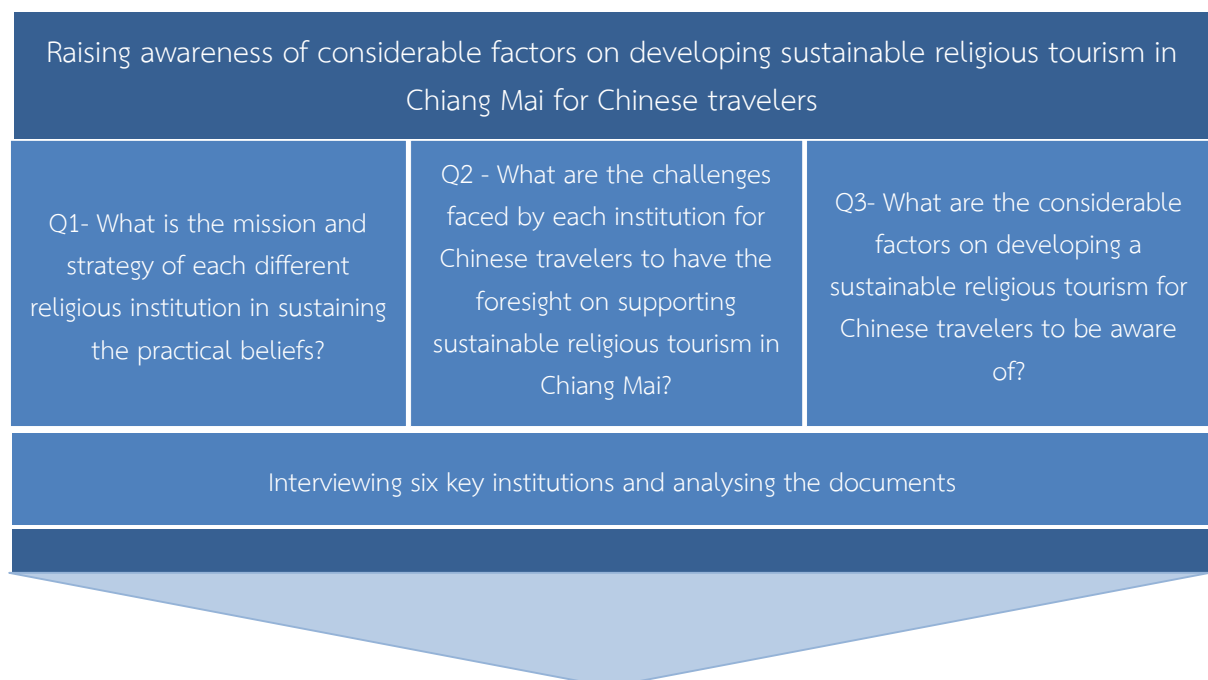 Raising awareness of considerable factors on developing sustainable religious tourism in
Chiang Mai for Chinese travelers
Q1- What is the mission and
strategy of each different
religious institution in sustaining
the practical beliefs?
Q2 - What are the challenges
faced by each institution for
Chinese travelers to have the
foresight on supporting
sustainable religious tourism in
Chiang Mai?
Q3- What are the considerable
factors on developing a
sustainable religious tourism for
Chinese travelers to be aware
of?
Interviewing six key institutions and analysing the documents